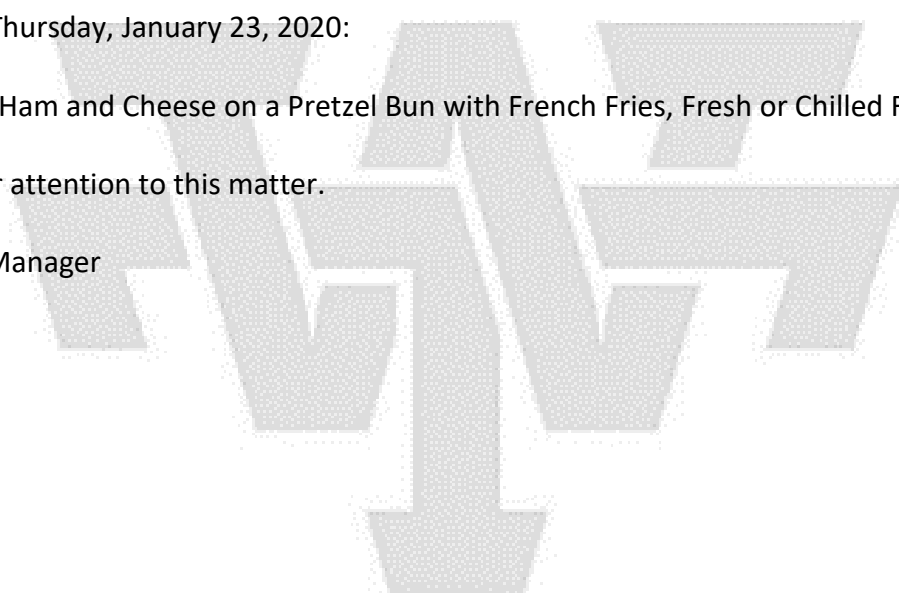 Thursday, January 23, 2020:
Ham and Cheese on a Pretzel Bun with French Fries, Fresh or Chilled F
r attention to this matter.
Manager